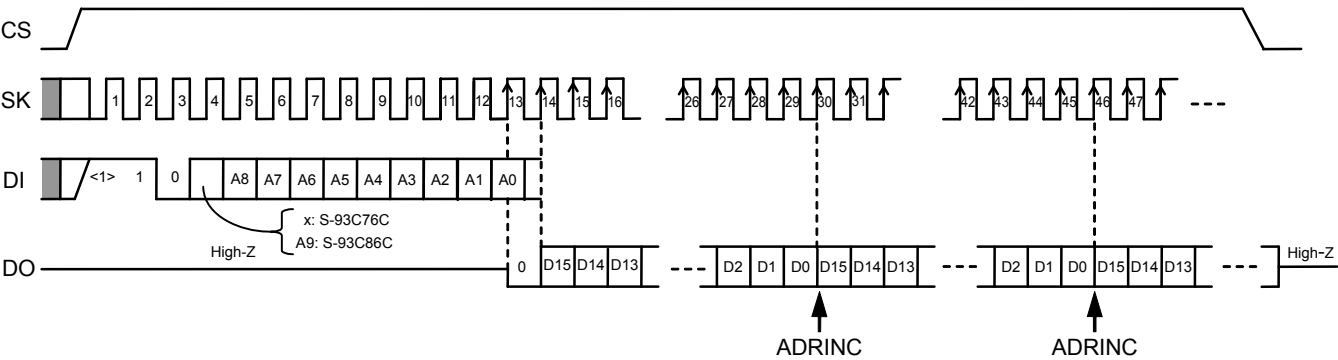 CS
SK 1 2 3 4 5 6 7 8 9 10 11 12 13 14 15 16 26 27 28 29 30 31 42 43 44 45 46 47
DI <1> 1 0 A8 A7 A6 A5 A4 A3 A2 A1 A0
x: S-93C76C
A9: S-93C86C
High-Z
DO 0 D15 D14 D13 D2 D1 D0 D15 D14 D13 D2 D1 D0 D15 D14 D13 High-Z
ADRINC ADRINC